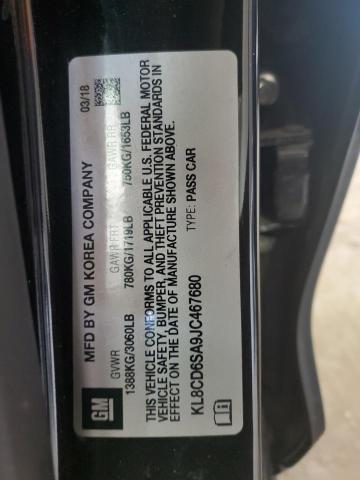 MFD BY GM KOREA COMPANY 03/18
GM
GVWR GAWR FRT GAWR RR
1388KG/3060LB 780KG/1719LB 750KG/1653LB
THIS VEHICLE CONFORMS TO ALL APPLICABLE U.S. FEDERAL MOTOR
VEHICLE SAFETY, BUMPER, AND THEFT PREVENTION STANDARDS IN
EFFECT ON THE DATE OF MANUFACTURE SHOWN ABOVE.
KL8CD6SA9JC467680 TYPE: PASS CAR